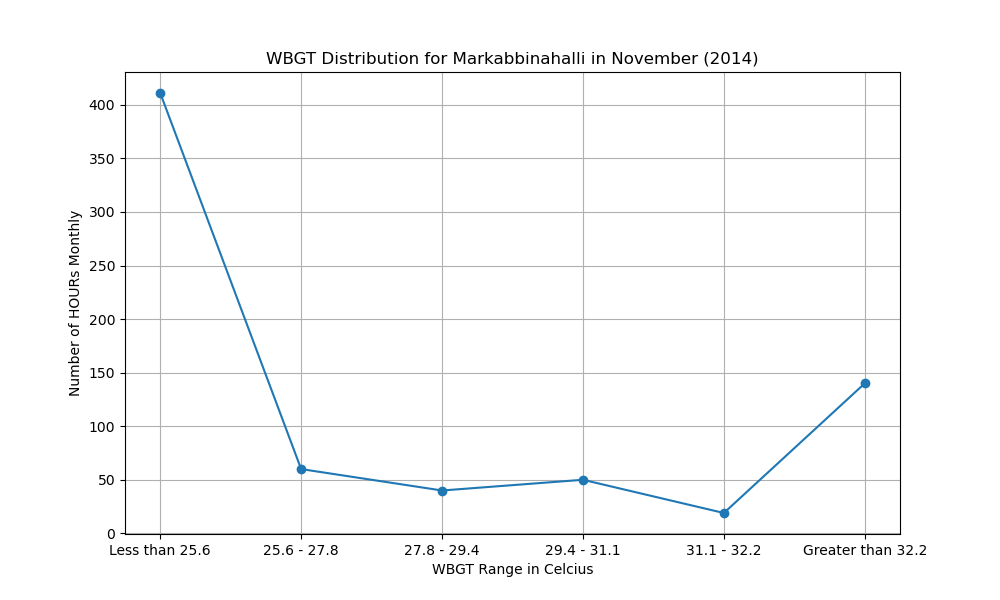 WBGT Distribution for Markabbinahalli in November (2014)
Number of HOURs Monthly
400
350
300
250
200
150
100
50
0
Less than 25.6 25.6 - 27.8 27.8 - 29.4 29.4 - 31.1 31.1 - 32.2 Greater than 32.2
WBGT Range in Celcius